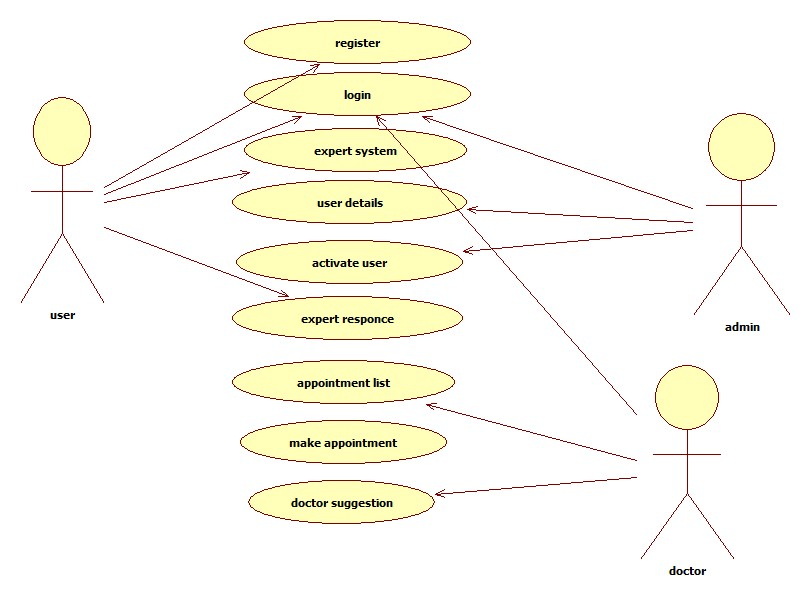 register
login
expert system
user details
activate user
expert responce
appointment list
make appointment
doctor suggestion
user
admin
doctor